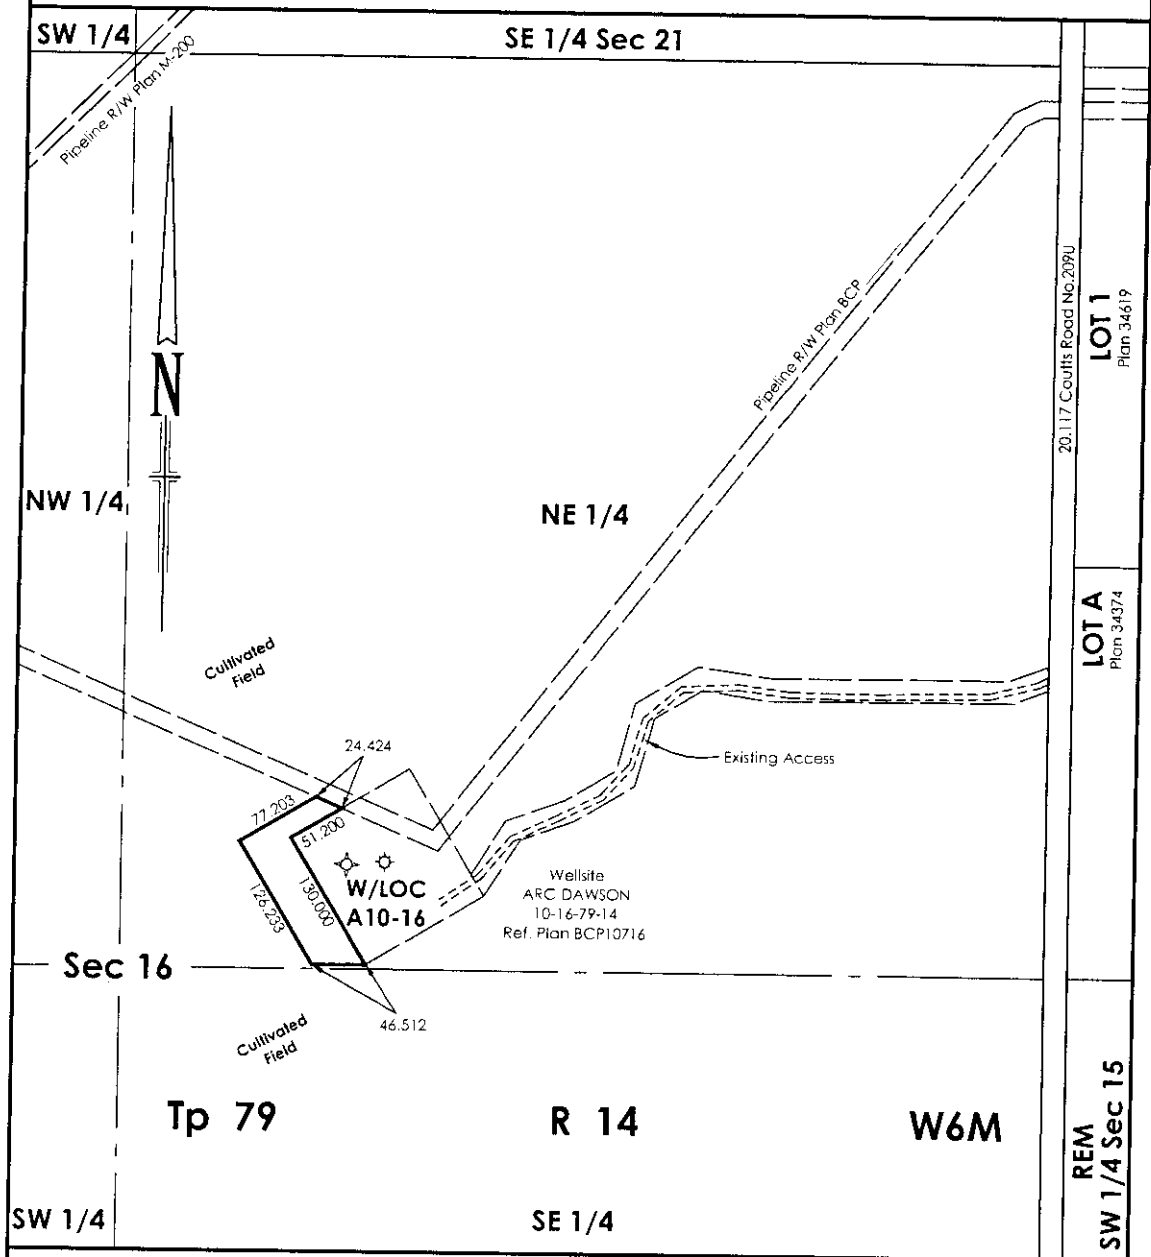 SW 1/4
SE 1/4 Sec 21
Pipeline R/W Plan M-200
N
Pipeline R/W Plan BCP
20.117 Coutts Road No.209U
LOT 1
Plan 34619
NW 1/4
NE 1/4
LOT A
Plan 34374
Cultivated
Field
24.424
Existing Access
77.203
51.200
W/LOC
A10-16
130.000
126.233
Wellsite
ARC DAWSON
10-16-79-14
Ref. Plan BCP10716
Sec 16
46.512
Cultivated
Field
Tp 79
R 14
W6M
REM
SW 1/4 Sec 15
SW 1/4
SE 1/4